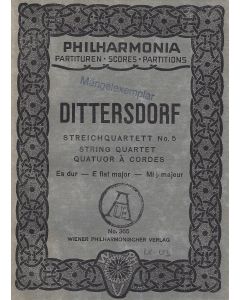 PHILHARMONIA
PARTITUREN · SCORES · PARTITIONS
Mängelexemplar
DITTERSDORF
STREICHQUARTETT No. 5
STRING QUARTET
QUATUOR À CORDES
Es dur — E flat major — Mi ♭ majeur
No. 305
WIENER PHILHARMONISCHER VERLAG